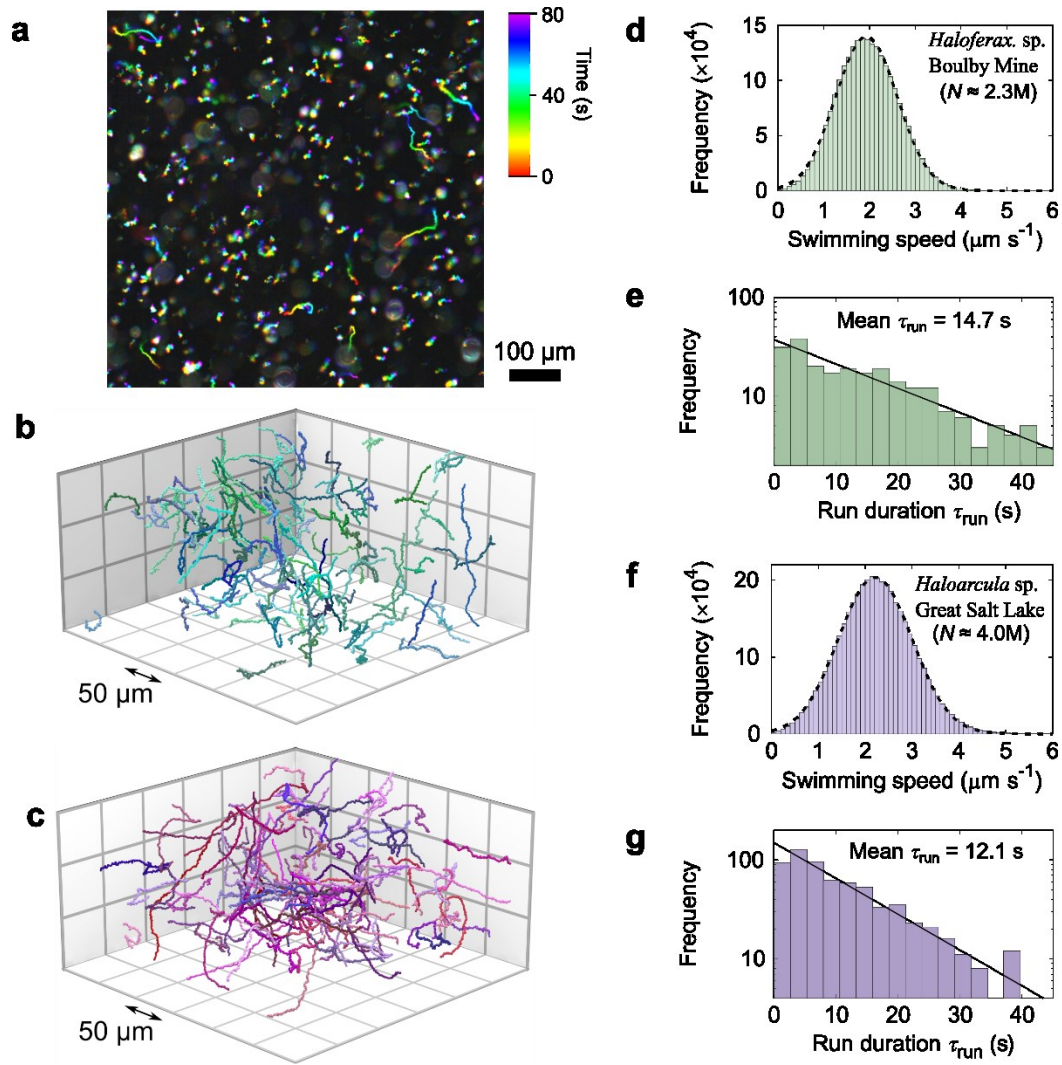 a
80
40
0
Time (s)
100 µm
b
50 µm
c
50 µm
d
Frequency (×10⁴)
15
10
5
0
Haloferax. sp.
Boulby Mine
(N ≈ 2.3M)
0 1 2 3 4 5 6
Swimming speed (µm s⁻¹)
e
Frequency
100
10
Mean τrun = 14.7 s
0 10 20 30 40
Run duration τrun (s)
f
Frequency (×10⁴)
20
10
0
Haloarcula sp.
Great Salt Lake
(N ≈ 4.0M)
0 1 2 3 4 5 6
Swimming speed (µm s⁻¹)
g
Frequency
100
10
Mean τrun = 12.1 s
0 10 20 30 40
Run duration τrun (s)